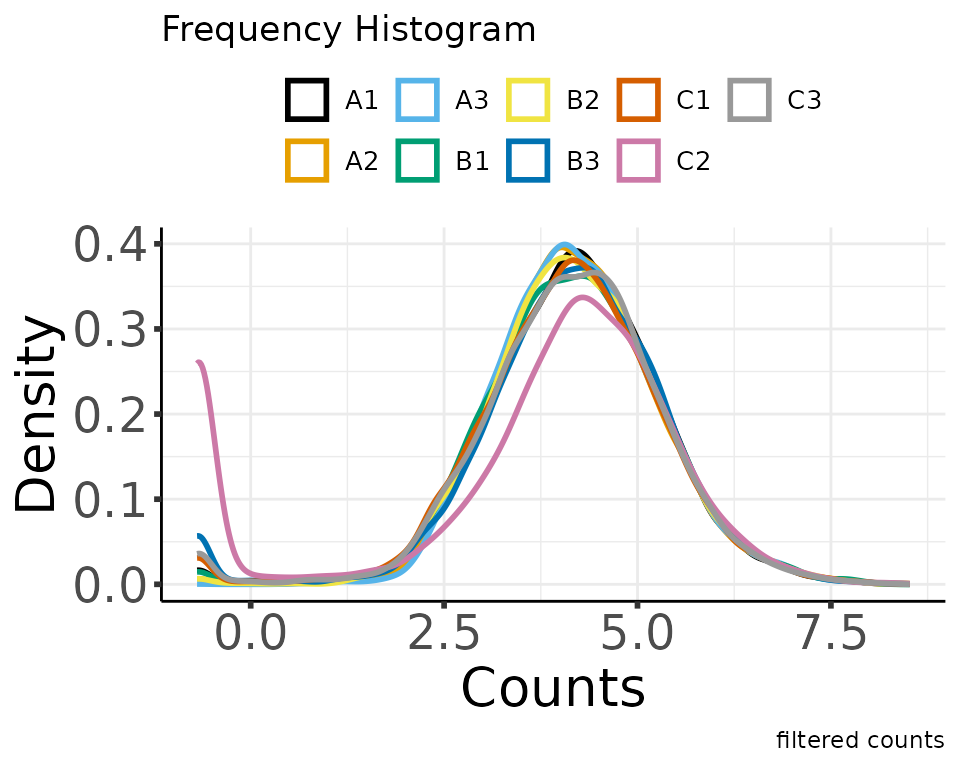 Frequency Histogram
A1 A3 B2 C1 C3
A2 B1 B3 C2
0.4
0.3
0.2
0.1
0.0
Density
0.0 2.5 5.0 7.5
Counts
filtered counts